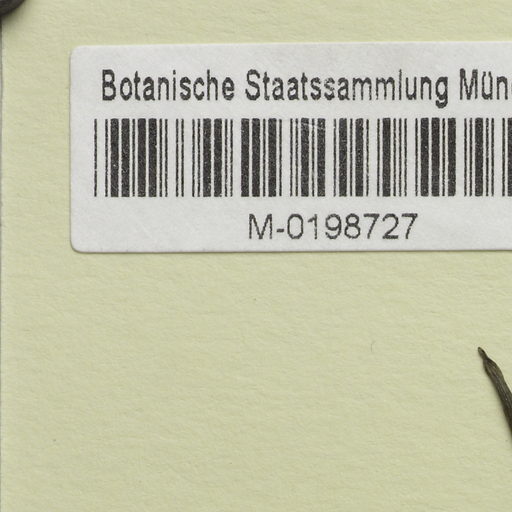 Botanische Staatssammlung Mün
M-0198727